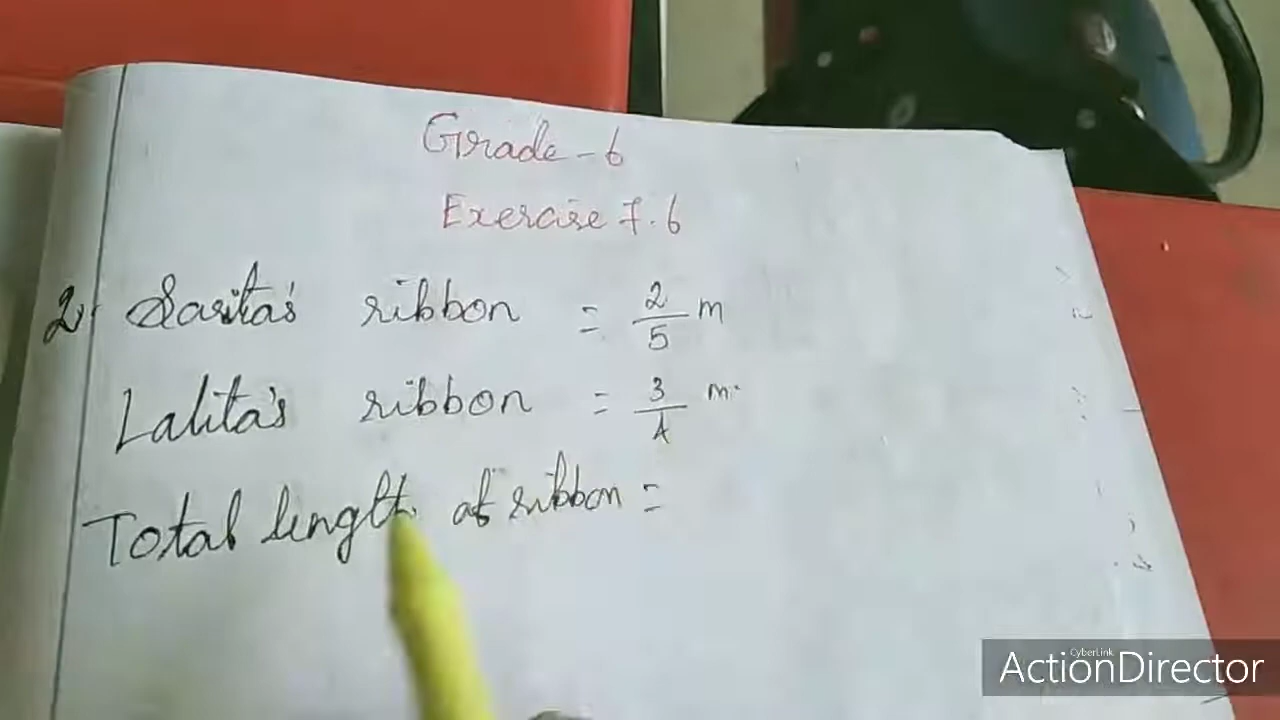 Grade - 6
Exercise 7.6
2. Sarita's ribbon = 2/5 m
Lalita's ribbon = 3/4 m.
Total length of ribbon =
CyberLink
ActionDirector